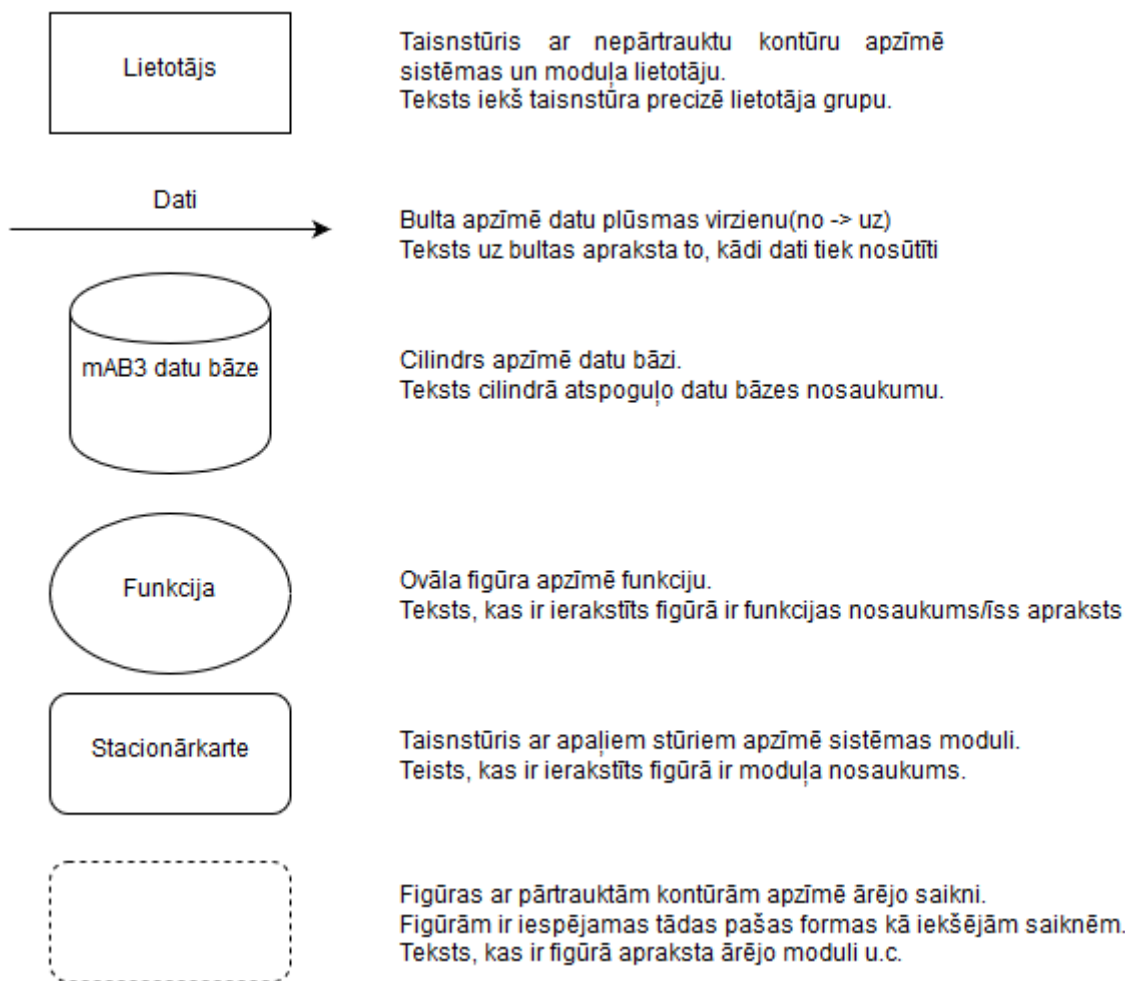 Lietotājs
Taisnstūris ar nepārtrauktu kontūru apzīmē
sistēmas un moduļa lietotāju.
Teksts iekš taisnstūra precizē lietotāja grupu.
Dati
Bulta apzīmē datu plūsmas virzienu(no -> uz)
Teksts uz bultas apraksta to, kādi dati tiek nosūtīti
mAB3 datu bāze
Cilindrs apzīmē datu bāzi.
Teksts cilindrā atspoguļo datu bāzes nosaukumu.
Funkcija
Ovāla figūra apzīmē funkciju.
Teksts, kas ir ierakstīts figūrā ir funkcijas nosaukums/īss apraksts
Stacionārkarte
Taisnstūris ar apaļiem stūriem apzīmē sistēmas moduli.
Teists, kas ir ierakstīts figūrā ir moduļa nosaukums.
Figūras ar pārtrauktām kontūrām apzīmē ārējo saikni.
Figūrām ir iespējamas tādas pašas formas kā iekšējām saiknēm.
Teksts, kas ir figūrā apraksta ārējo moduli u.c.